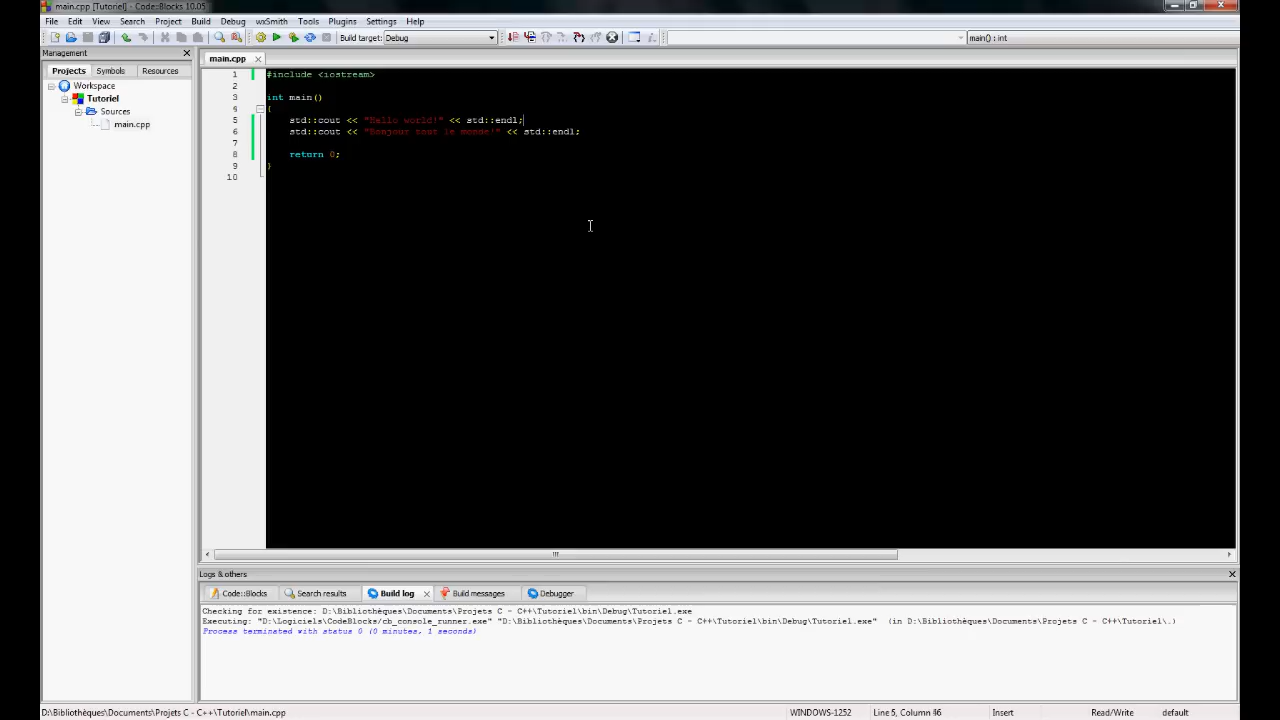 main.cpp [Tutoriel] - Code::Blocks 10.05
File Edit View Search Project Build Debug wxSmith Tools Plugins Settings Help
Build target: Debug main() : int
Management
Projects Symbols Resources
Workspace
Tutoriel
Sources
main.cpp
main.cpp
1 #include <iostream>
2
3 int main()
4 {
5 std::cout << "Hello world!" << std::endl;
6 std::cout << "Bonjour tout le monde!" << std::endl;
7
8 return 0;
9 }
10
Logs & others
Code::Blocks Search results Build log Build messages Debugger
Checking for existence: D:\Bibliothèques\Documents\Projets C - C++\Tutoriel\bin\Debug\Tutoriel.exe
Executing: "D:\Logiciels\CodeBlocks/cb_console_runner.exe" "D:\Bibliothèques\Documents\Projets C - C++\Tutoriel\bin\Debug\Tutoriel.exe" (in D:\Bibliothèques\Documents\Projets C - C++\Tutoriel\.)
Process terminated with status 0 (0 minutes, 1 seconds)
D:\Bibliothèques\Documents\Projets C - C++\Tutoriel\main.cpp WINDOWS-1252 Line 5, Column 46 Insert Read/Write default